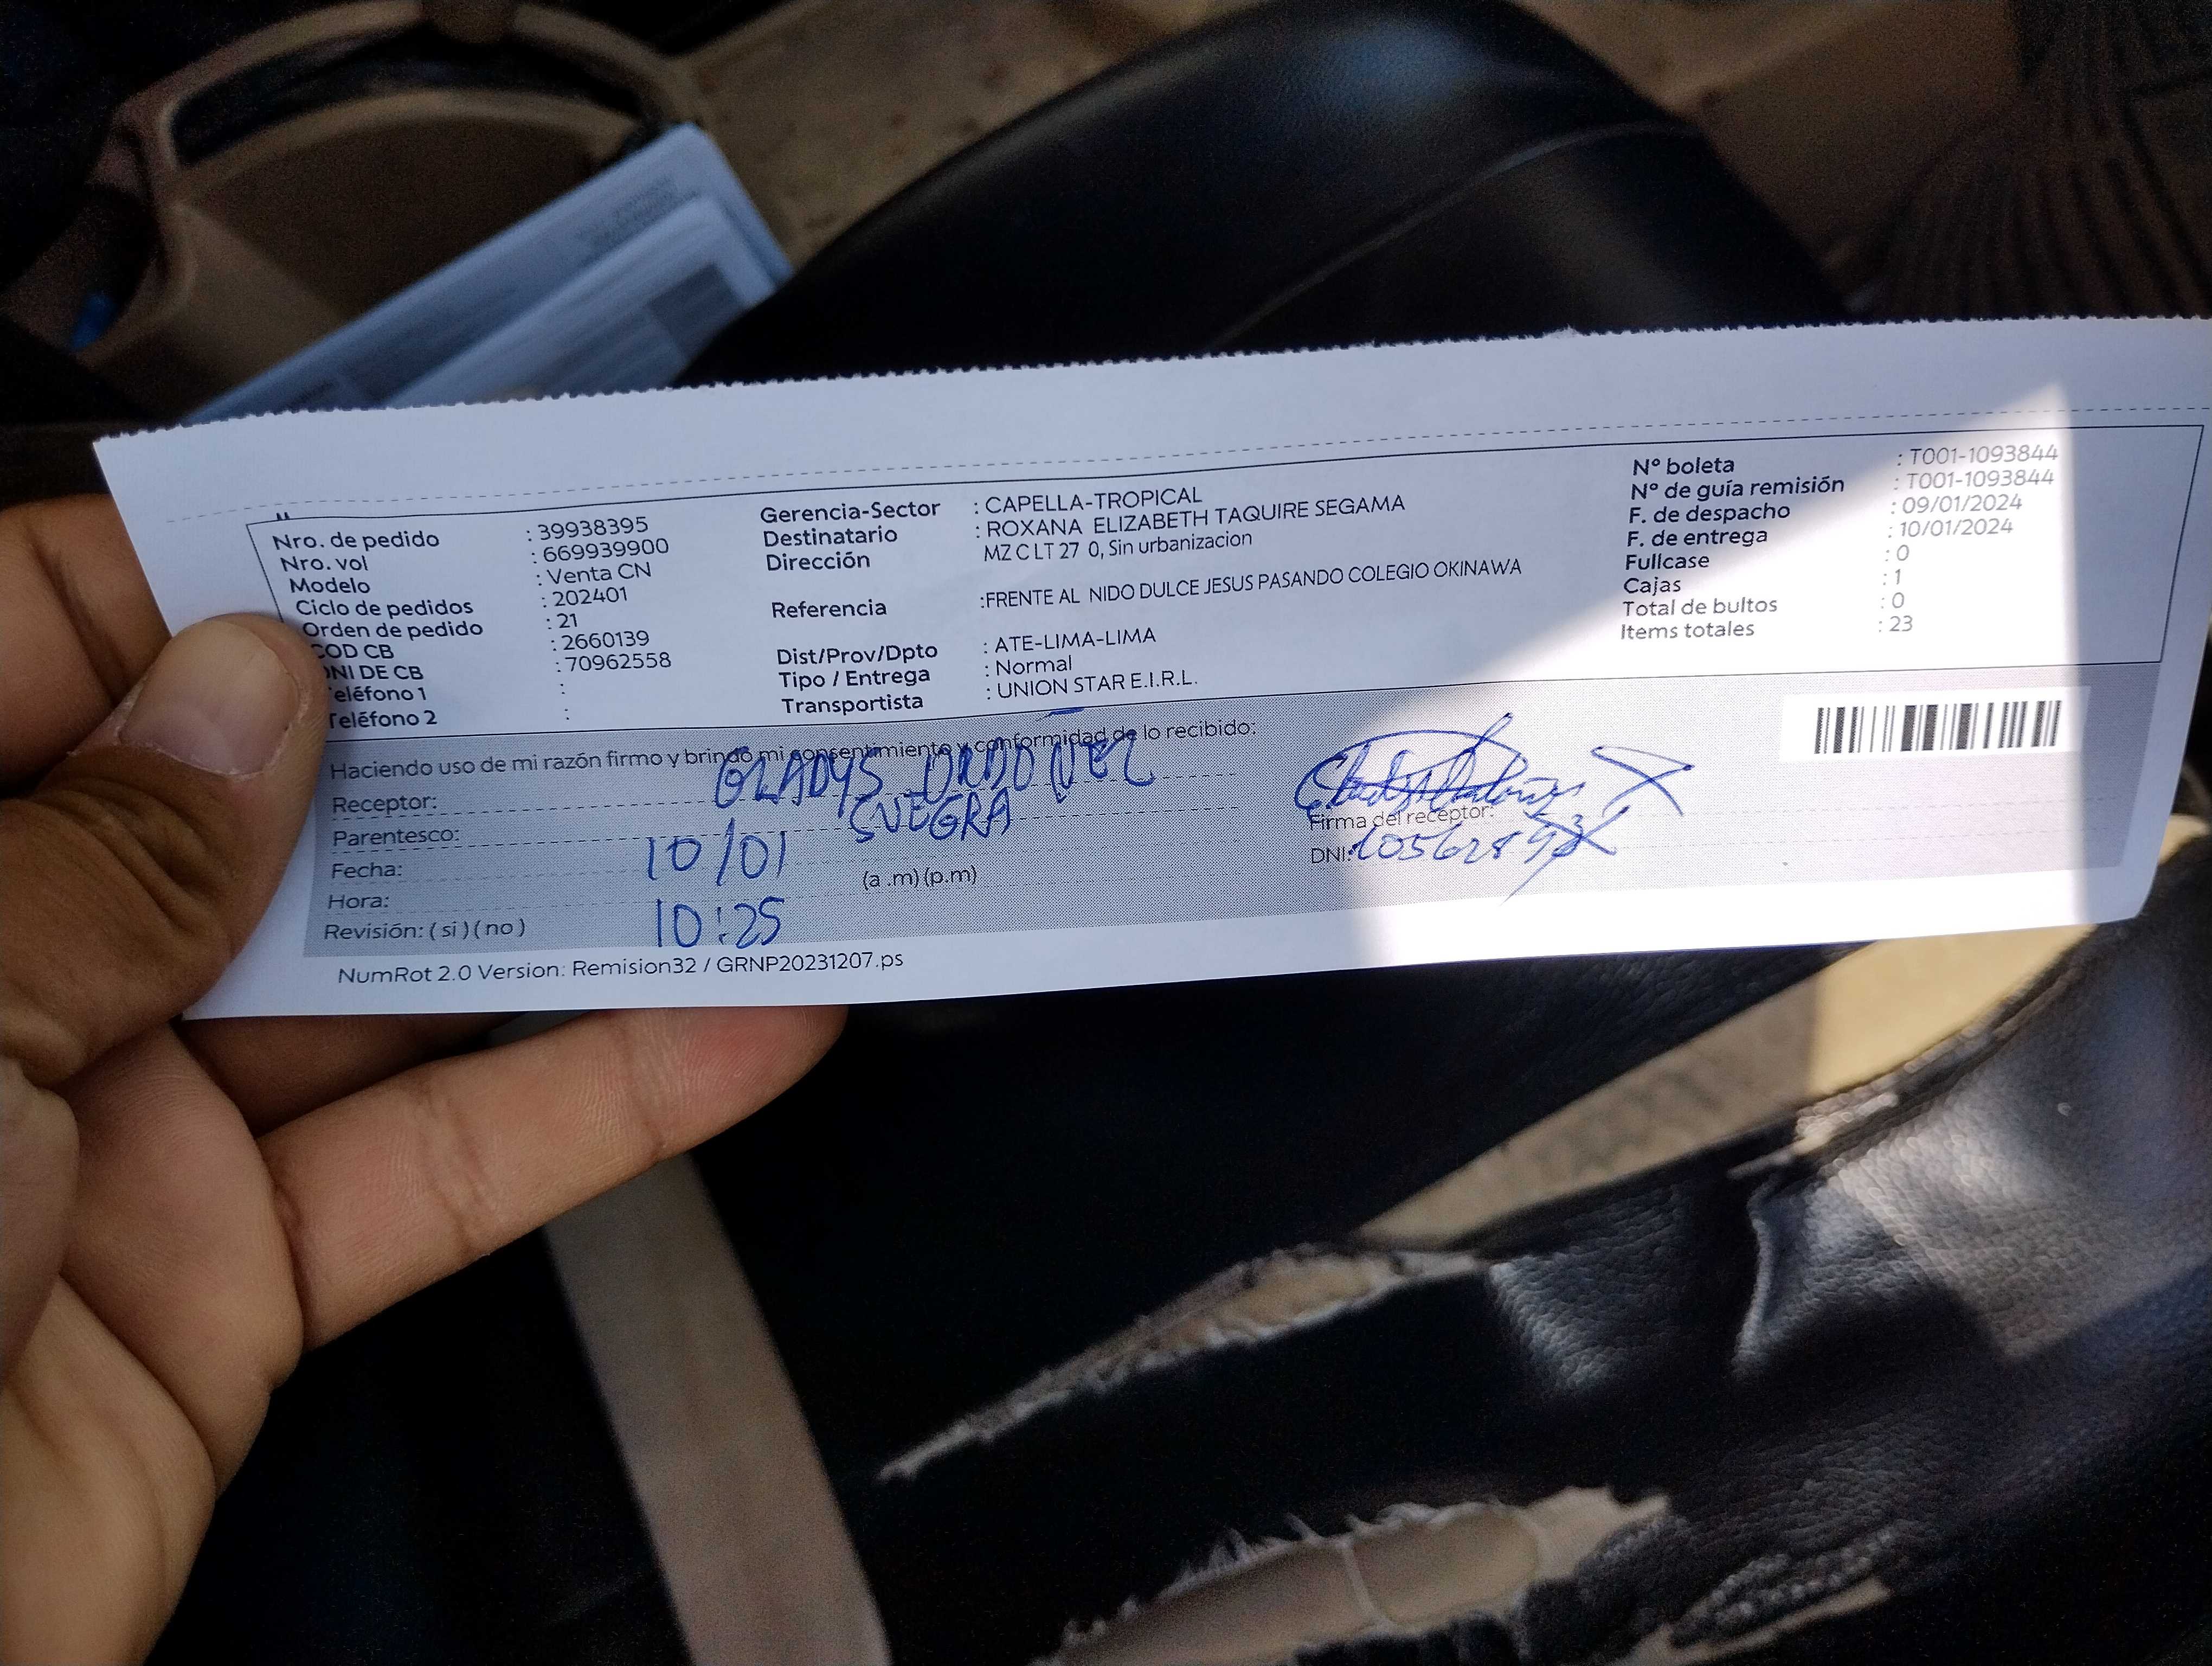 Nro. de pedido : 39938395
Nro. vol : 669939900
Modelo : Venta CN
Ciclo de pedidos : 202401
Orden de pedido : 21
COD CB : 2660139
DNI DE CB : 70962558
Teléfono 1 :
Teléfono 2 :
Gerencia-Sector : CAPELLA-TROPICAL
Destinatario : ROXANA ELIZABETH TAQUIRE SEGAMA
Dirección MZ C LT 27 0, Sin urbanizacion
Referencia :FRENTE AL NIDO DULCE JESUS PASANDO COLEGIO OKINAWA
Dist/Prov/Dpto : ATE-LIMA-LIMA
Tipo / Entrega : Normal
Transportista : UNION STAR E.I.R.L.
Nº boleta : T001-1093844
Nº de guía remisión : T001-1093844
F. de despacho : 09/01/2024
F. de entrega : 10/01/2024
Fullcase : 0
Cajas : 1
Total de bultos : 0
Items totales : 23
Haciendo uso de mi razón firmo y brindo mi consentimiento y conformidad de lo recibido:
Receptor: GLADYS ORDOÑEZ
Parentesco: SUEGRA
Fecha: 10/01
Hora: (a .m) (p.m)
10:25
Revisión: ( si ) ( no )
Firma del receptor:
DNI:
NumRot 2.0 Version: Remision32 / GRNP20231207.ps